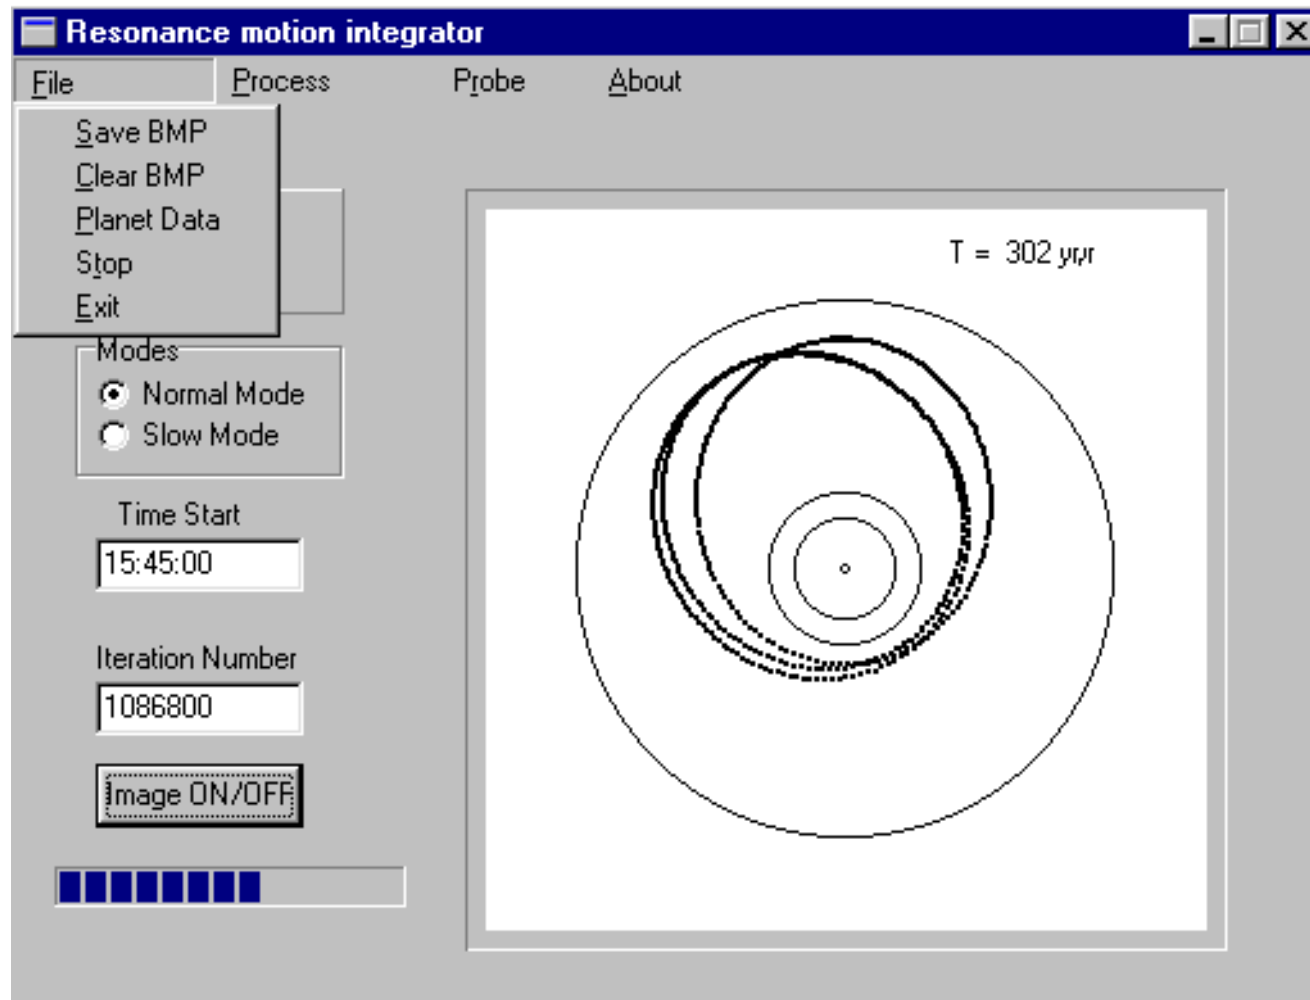 Resonance motion integrator
File Process Probe About
Save BMP
Clear BMP
Planet Data
Stop
Exit
T = 302 yr/r
Modes
Normal Mode
Slow Mode
Time Start
15:45:00
Iteration Number
1086800
Image ON/OFF